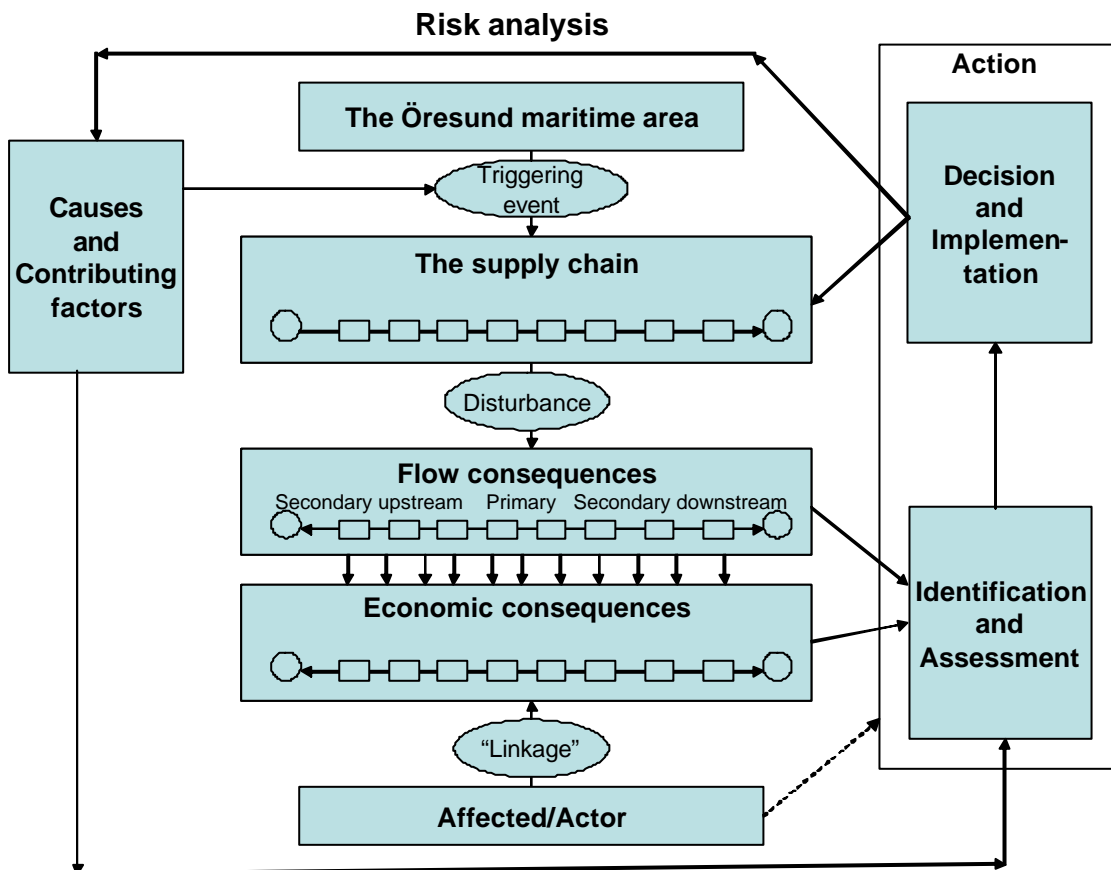 Risk analysis
Action
The Öresund maritime area
Triggering
event
Causes
and
Contributing
factors
Decision
and
Implemen-
tation
The supply chain
Disturbance
Flow consequences
Secondary upstream Primary Secondary downstream
Economic consequences
Identification
and
Assessment
“Linkage”
Affected/Actor